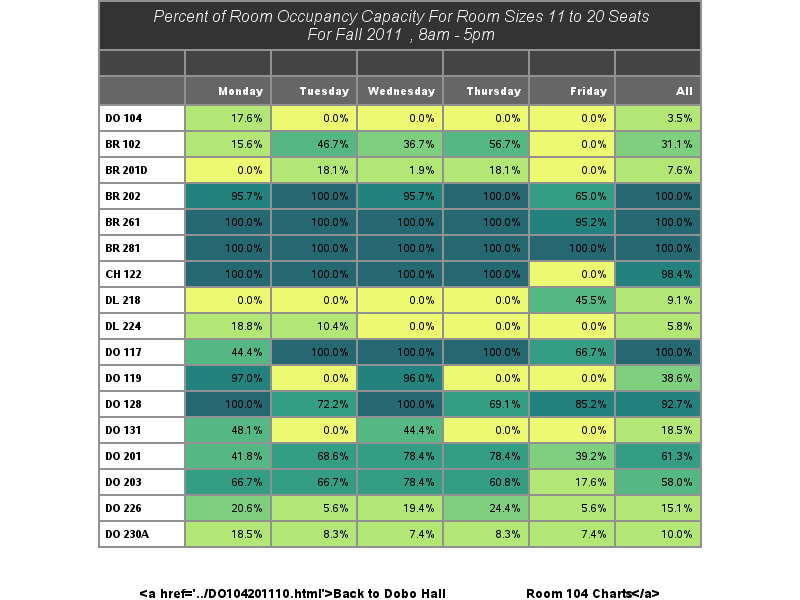 Percent of Room Occupancy Capacity For Room Sizes 11 to 20 Seats
For Fall 2011 , 8am - 5pm
Monday Tuesday Wednesday Thursday Friday All
DO 104 17.6% 0.0% 0.0% 0.0% 0.0% 3.5%
BR 102 15.6% 46.7% 36.7% 56.7% 0.0% 31.1%
BR 201D 0.0% 18.1% 1.9% 18.1% 0.0% 7.6%
BR 202 95.7% 100.0% 95.7% 100.0% 65.0% 100.0%
BR 261 100.0% 100.0% 100.0% 100.0% 95.2% 100.0%
BR 281 100.0% 100.0% 100.0% 100.0% 100.0% 100.0%
CH 122 100.0% 100.0% 100.0% 100.0% 0.0% 98.4%
DL 218 0.0% 0.0% 0.0% 0.0% 45.5% 9.1%
DL 224 18.8% 10.4% 0.0% 0.0% 0.0% 5.8%
DO 117 44.4% 100.0% 100.0% 100.0% 66.7% 100.0%
DO 119 97.0% 0.0% 96.0% 0.0% 0.0% 38.6%
DO 128 100.0% 72.2% 100.0% 69.1% 85.2% 92.7%
DO 131 48.1% 0.0% 44.4% 0.0% 0.0% 18.5%
DO 201 41.8% 68.6% 78.4% 78.4% 39.2% 61.3%
DO 203 66.7% 66.7% 78.4% 60.8% 17.6% 58.0%
DO 226 20.6% 5.6% 19.4% 24.4% 5.6% 15.1%
DO 230A 18.5% 8.3% 7.4% 8.3% 7.4% 10.0%
<a href='../DO104201110.html'>Back to Dobo Hall Room 104 Charts</a>